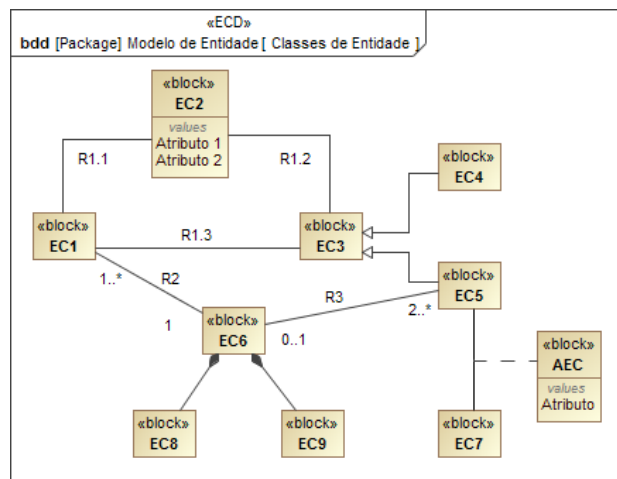 «ECD»
bdd [Package] Modelo de Entidade [ Classes de Entidade ]
«block»
EC2
values
Atributo 1
Atributo 2
R1.1
R1.2
«block»
EC4
«block»
EC1
R1.3
«block»
EC3
«block»
EC5
1..*
R2
R3
2..*
1
0..1
«block»
EC6
«block»
AEC
values
Atributo
«block»
EC8
«block»
EC9
«block»
EC7